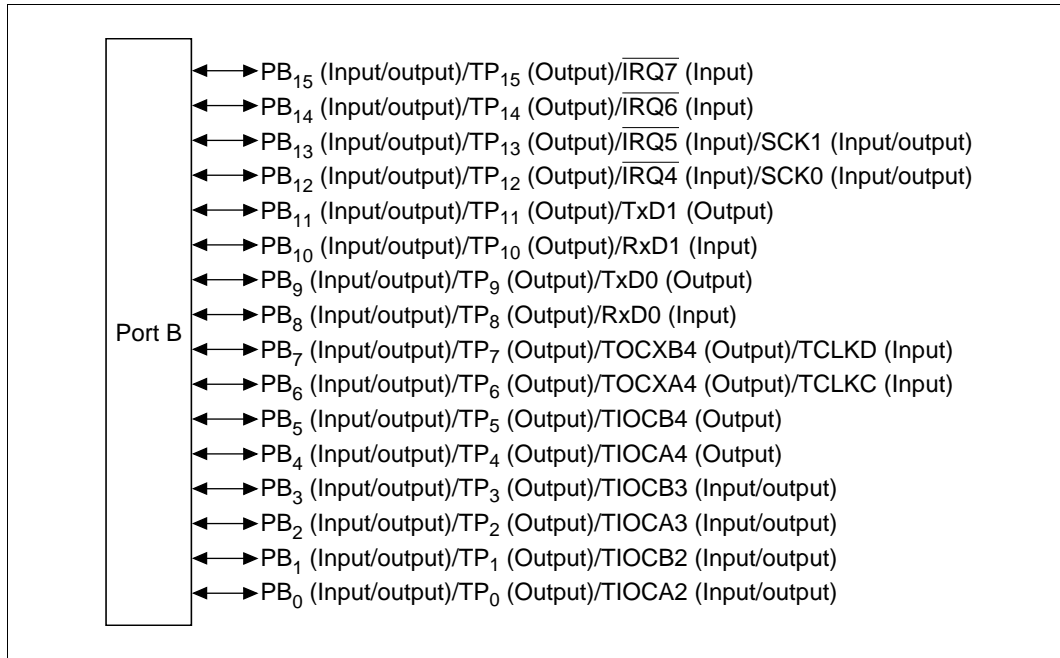 PB15 (Input/output)/TP15 (Output)/IRQ7 (Input)
PB14 (Input/output)/TP14 (Output)/IRQ6 (Input)
PB13 (Input/output)/TP13 (Output)/IRQ5 (Input)/SCK1 (Input/output)
PB12 (Input/output)/TP12 (Output)/IRQ4 (Input)/SCK0 (Input/output)
PB11 (Input/output)/TP11 (Output)/TxD1 (Output)
PB10 (Input/output)/TP10 (Output)/RxD1 (Input)
PB9 (Input/output)/TP9 (Output)/TxD0 (Output)
PB8 (Input/output)/TP8 (Output)/RxD0 (Input)
Port B
PB7 (Input/output)/TP7 (Output)/TOCXB4 (Output)/TCLKD (Input)
PB6 (Input/output)/TP6 (Output)/TOCXA4 (Output)/TCLKC (Input)
PB5 (Input/output)/TP5 (Output)/TIOCB4 (Output)
PB4 (Input/output)/TP4 (Output)/TIOCA4 (Output)
PB3 (Input/output)/TP3 (Output)/TIOCB3 (Input/output)
PB2 (Input/output)/TP2 (Output)/TIOCA3 (Input/output)
PB1 (Input/output)/TP1 (Output)/TIOCB2 (Input/output)
PB0 (Input/output)/TP0 (Output)/TIOCA2 (Input/output)